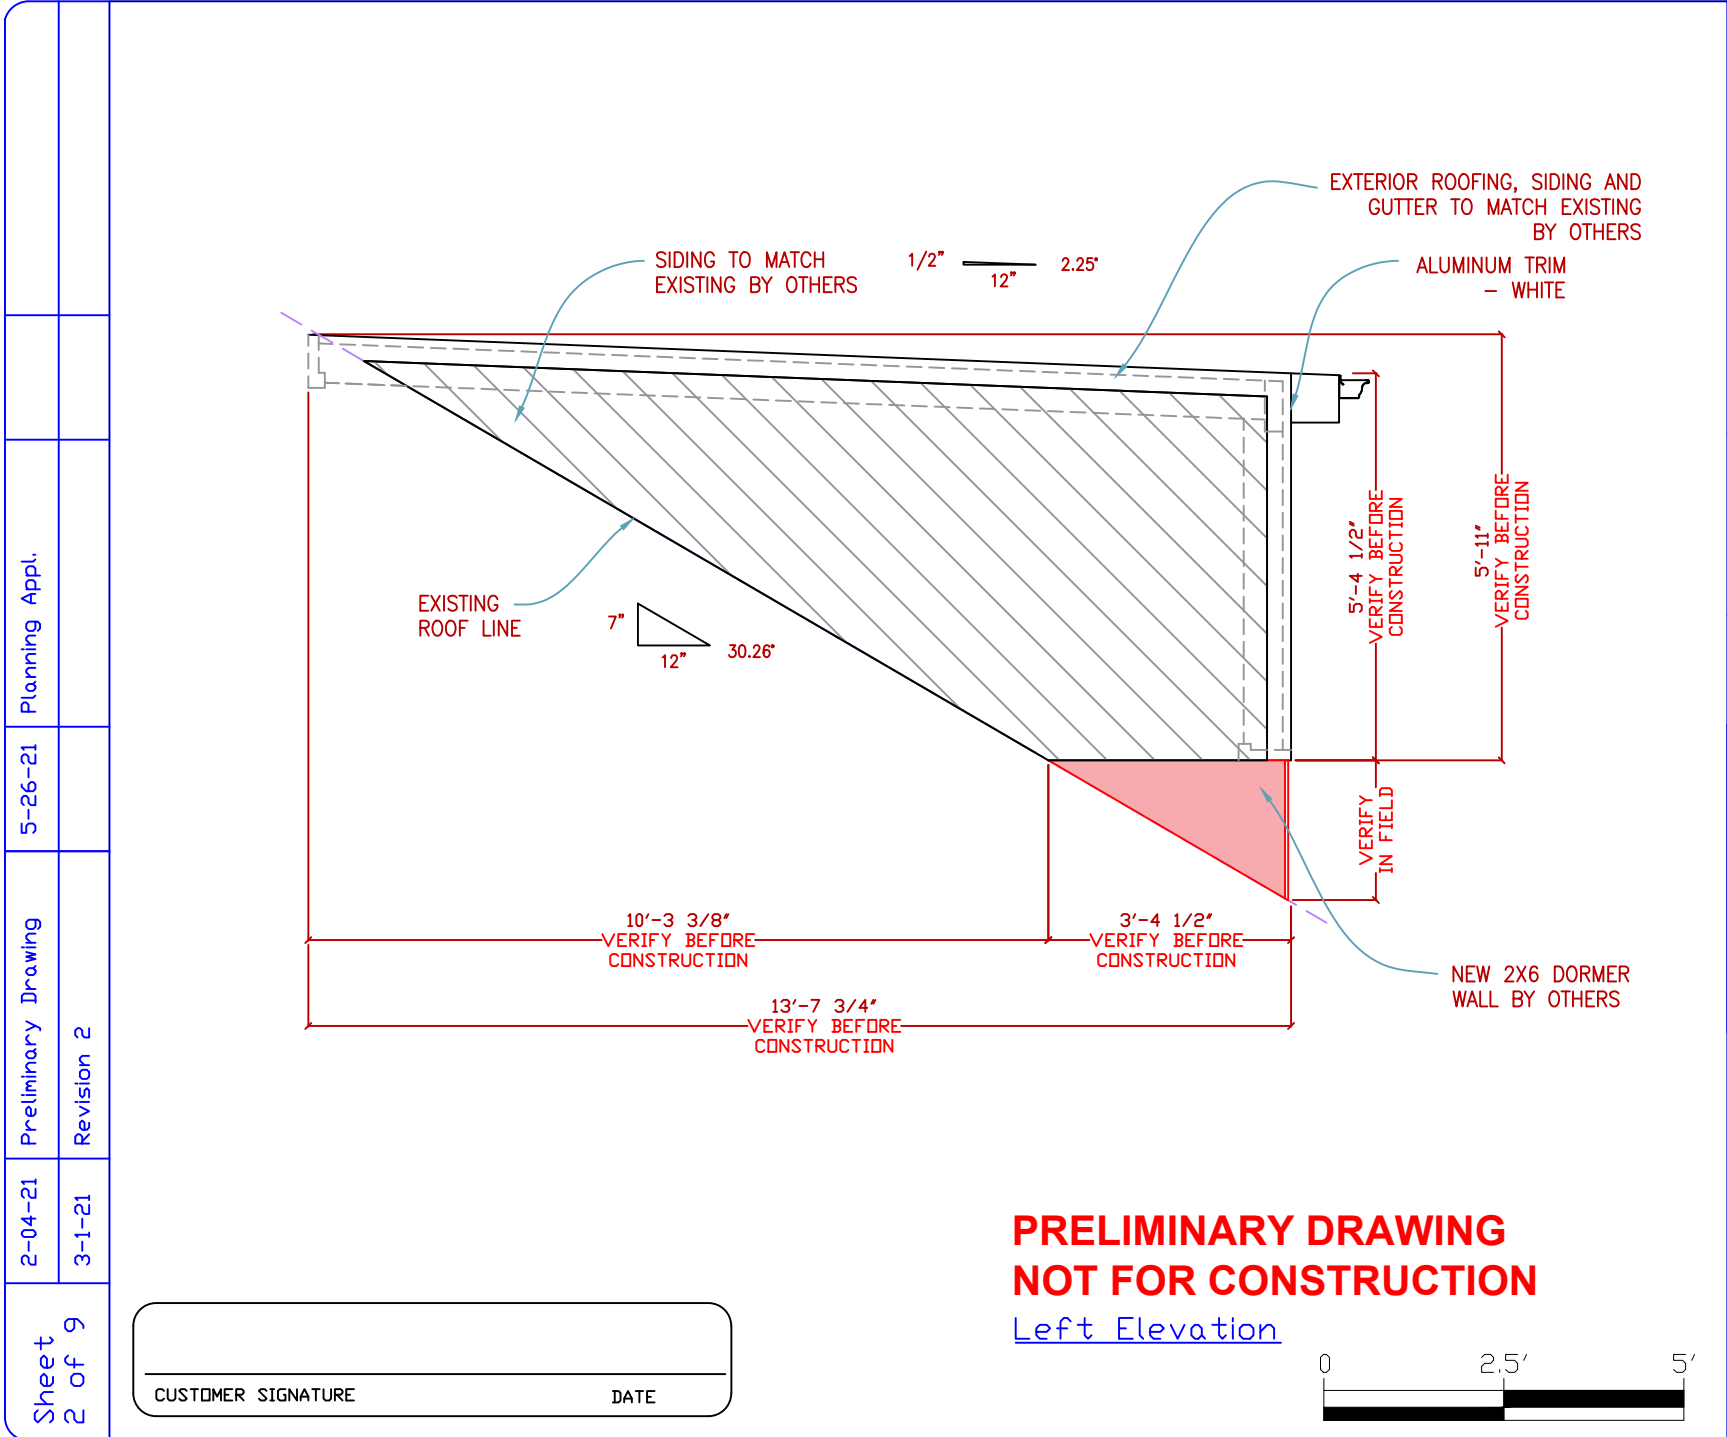 EXTERIOR ROOFING, SIDING AND
GUTTER TO MATCH EXISTING
BY OTHERS
SIDING TO MATCH
EXISTING BY OTHERS
1/2"
12"
2.25°
ALUMINUM TRIM
- WHITE
5'-4 1/2"
VERIFY BEFORE
CONSTRUCTION
5'-11"
VERIFY BEFORE
CONSTRUCTION
EXISTING
ROOF LINE
7"
12"
30.26°
VERIFY
IN FIELD
10'-3 3/8"
VERIFY BEFORE
CONSTRUCTION
3'-4 1/2"
VERIFY BEFORE
CONSTRUCTION
13'-7 3/4"
VERIFY BEFORE
CONSTRUCTION
NEW 2X6 DORMER
WALL BY OTHERS
PRELIMINARY DRAWING
NOT FOR CONSTRUCTION
Left Elevation
0 2.5' 5'
CUSTOMER SIGNATURE DATE
Sheet
2 of 9
2-04-21 Preliminary Drawing
3-1-21 Revision 2
5-26-21 Planning Appl.